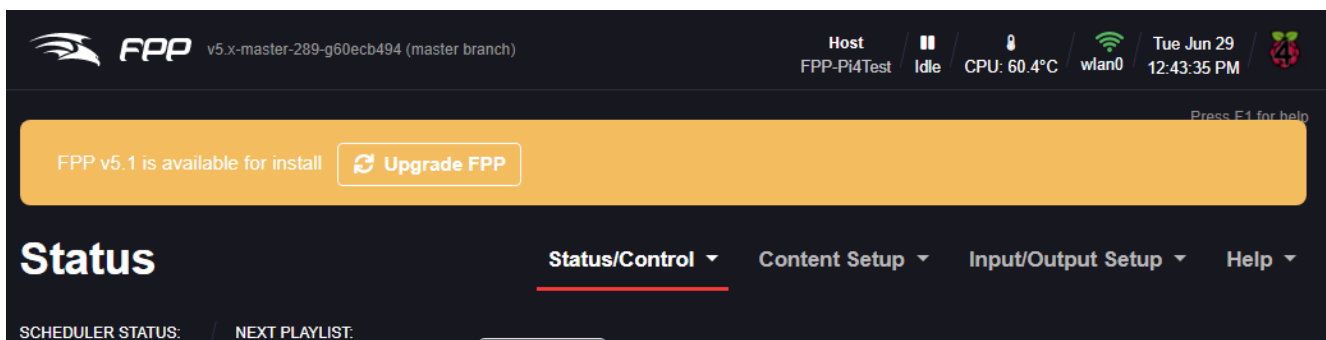 FPP v5.x-master-289-g60ecb494 (master branch)
Host
FPP-Pi4Test
Idle
CPU: 60.4°C
wlan0
Tue Jun 29
12:43:35 PM
4
Press F1 for help
FPP v5.1 is available for install Upgrade FPP
Status
Status/Control Content Setup Input/Output Setup Help
SCHEDULER STATUS: NEXT PLAYLIST: